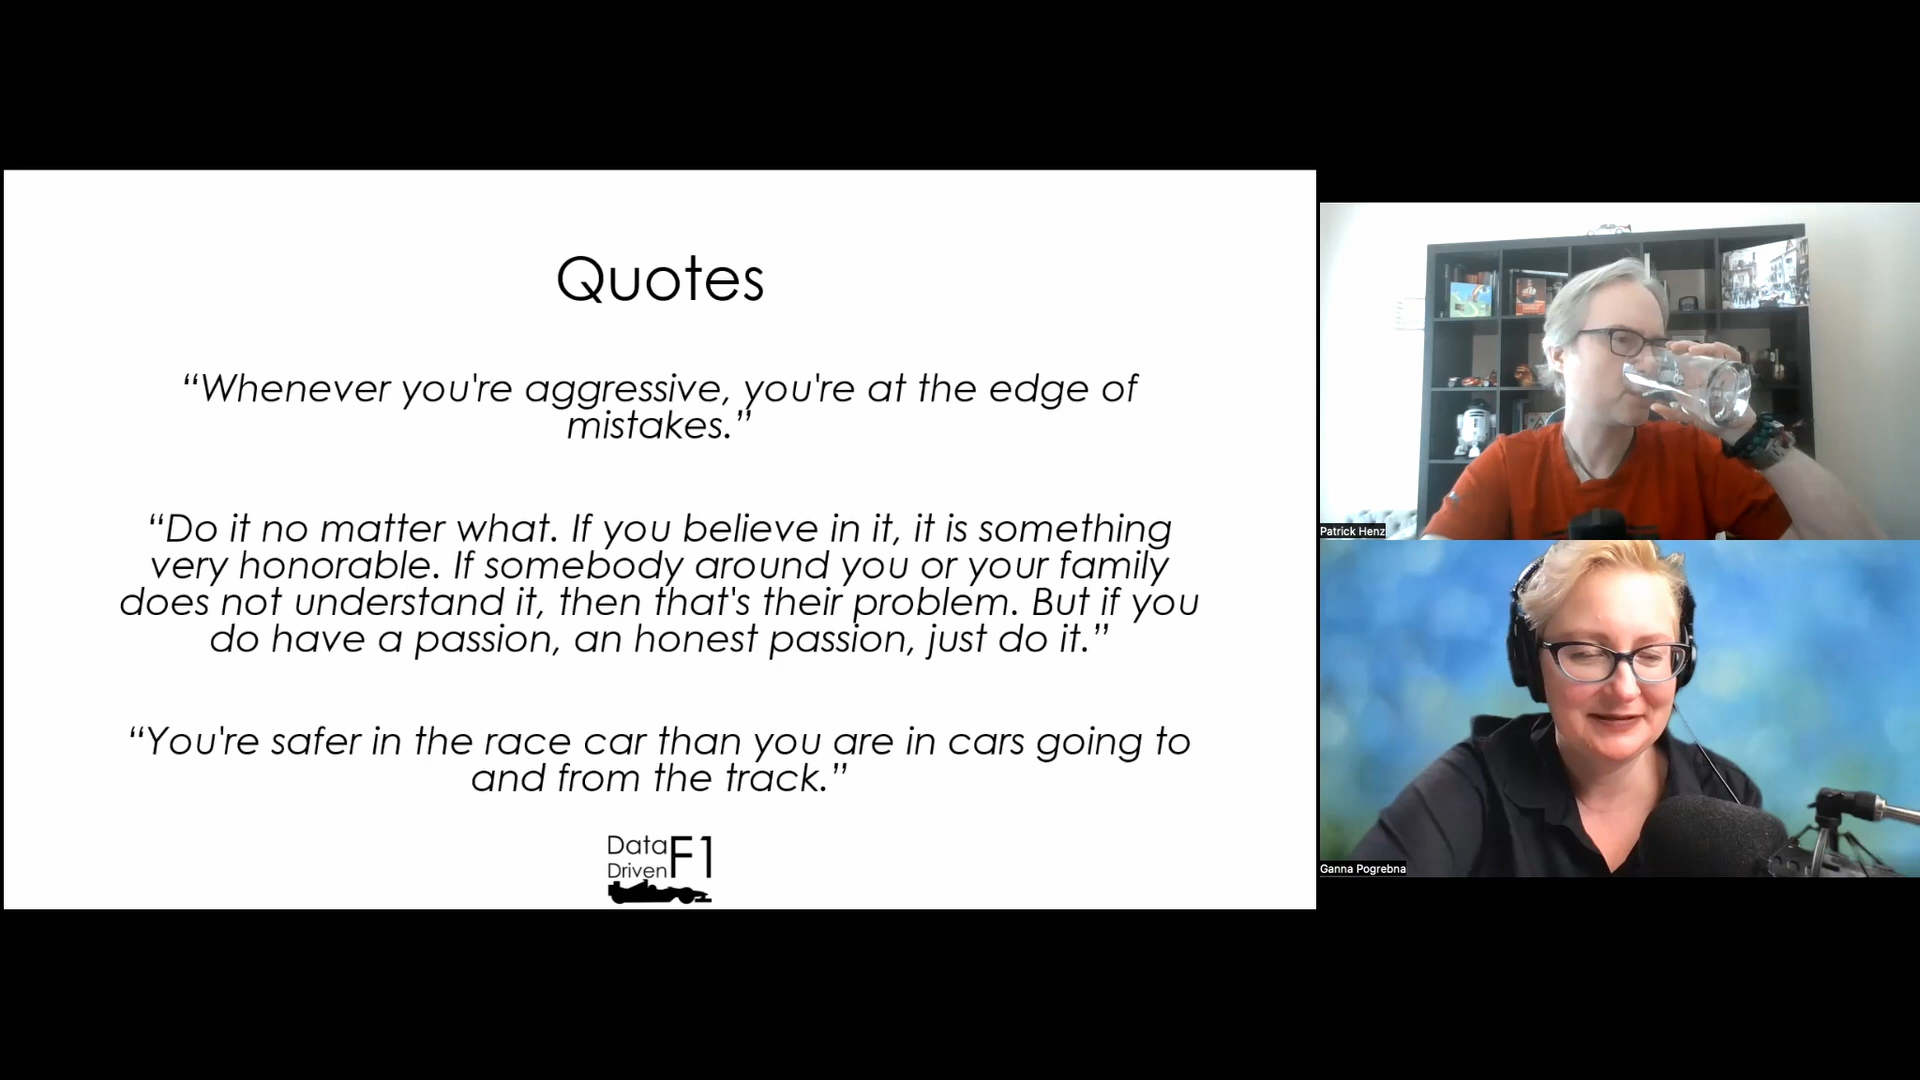 Quotes
“Whenever you're aggressive, you're at the edge of
mistakes.”
“Do it no matter what. If you believe in it, it is something
very honorable. If somebody around you or your family
does not understand it, then that's their problem. But if you
do have a passion, an honest passion, just do it.”
“You're safer in the race car than you are in cars going to
and from the track.”
Data
Driven
F1
Patrick Henz
Ganna Pogrebna